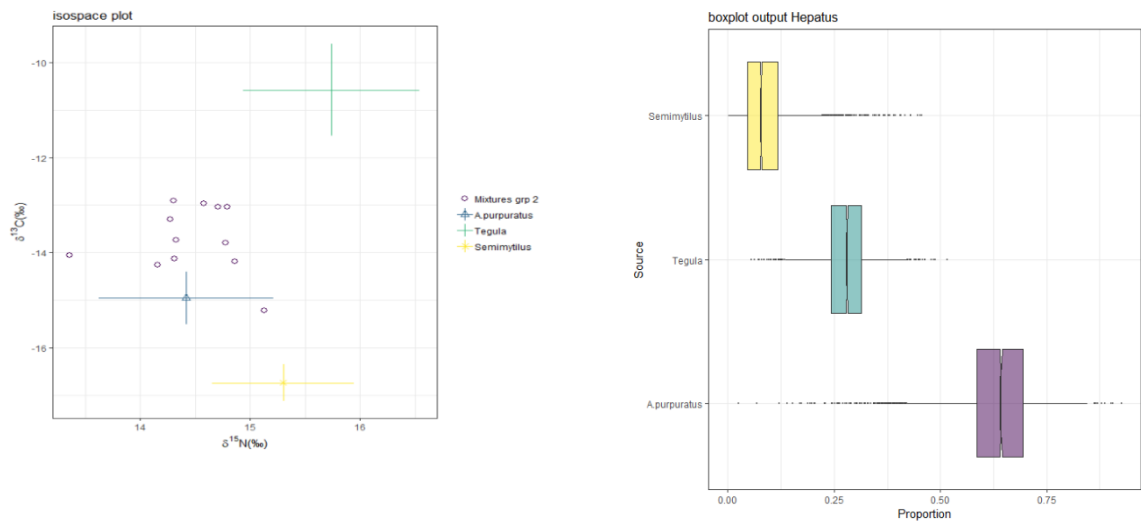 isospace plot
-10
-12
-14
-16
δ¹³C(‰)
14
15
16
δ¹⁵N(‰)
Mixtures grp 2
A.purpuratus
Tegula
Semimytilus
boxplot output Hepatus
Semimytilus
Tegula
A.purpuratus
Source
0.00
0.25
0.50
0.75
Proportion